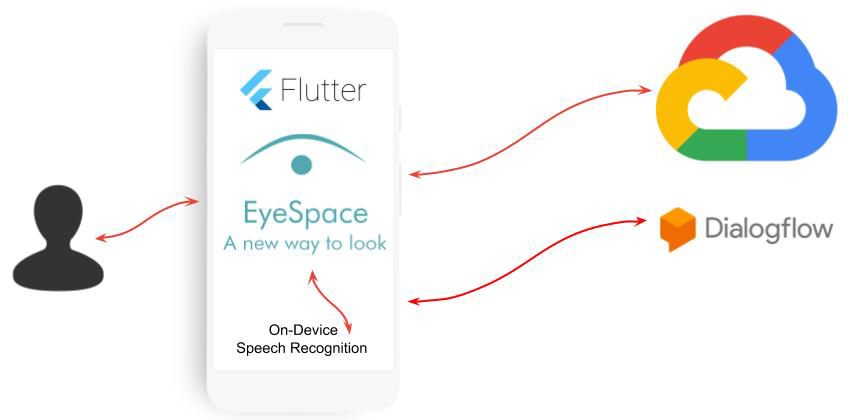 Flutter
EyeSpace
A new way to look
On-Device
Speech Recognition
Dialogflow